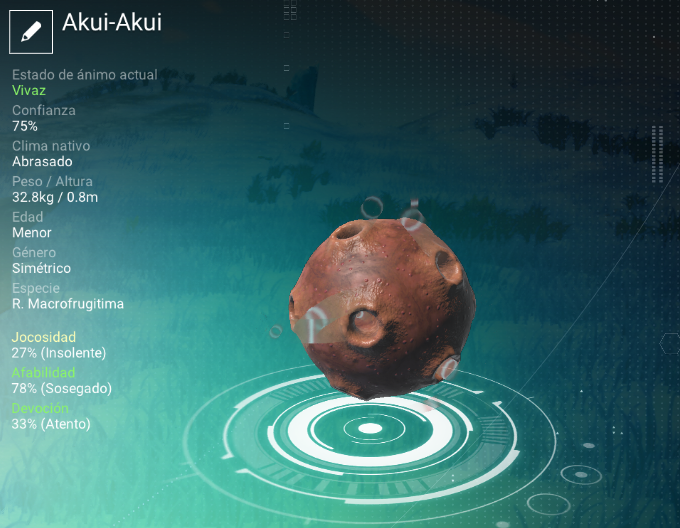 Akui-Akui
Estado de ánimo actual
Vivaz
Confianza
75%
Clima nativo
Abrasado
Peso / Altura
32.8kg / 0.8m
Edad
Menor
Género
Simétrico
Especie
R. Macrofrugitima
Jocosidad
27% (Insolente)
Afabilidad
78% (Sosegado)
Devoción
33% (Atento)